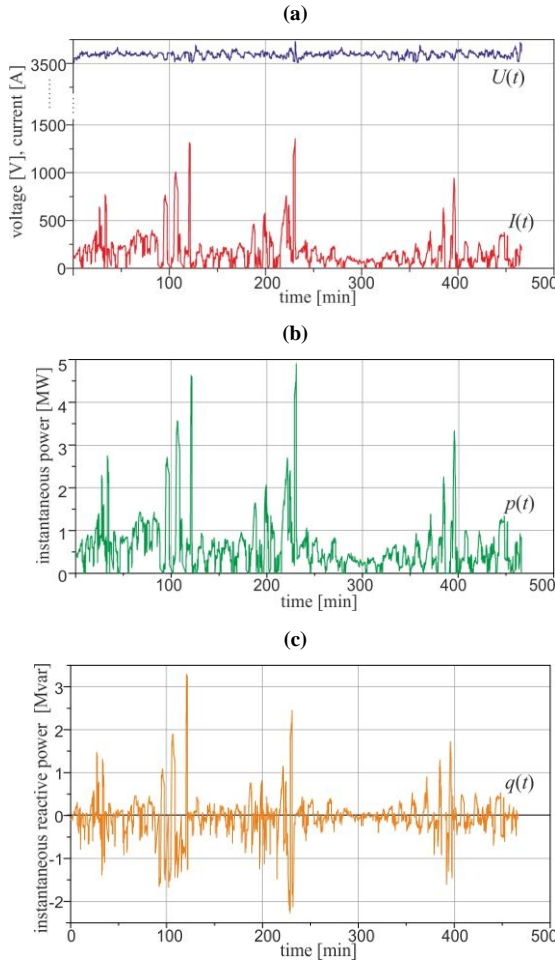 (a)
voltage [V], current [A]
3500
1500
1000
500
0
U(t)
I(t)
0
100
200
300
400
500
time [min]
(b)
instantaneous power [MW]
5
4
3
2
1
0
p(t)
0
100
200
300
400
500
time [min]
(c)
instantaneous reactive power [Mvar]
3
2
1
0
-1
-2
q(t)
0
100
200
300
400
500
time [min]